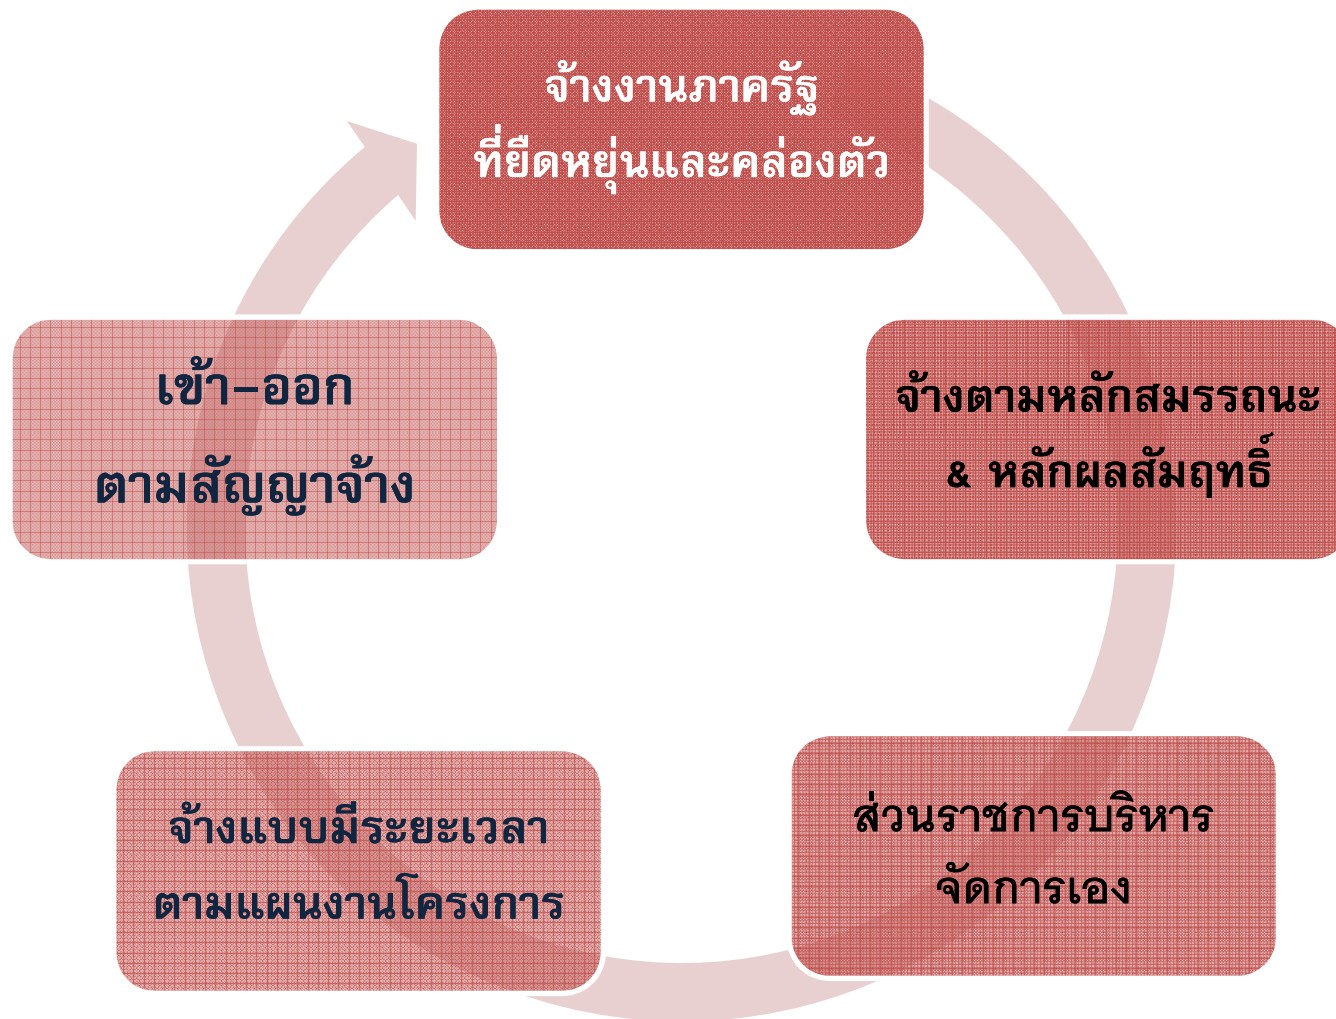 จ้างงานภาครัฐ
ที่ยืดหยุ่นและคล่องตัว
จ้างตามหลักสมรรถนะ
& หลักผลสัมฤทธิ์
ส่วนราชการบริหาร
จัดการเอง
จ้างแบบมีระยะเวลา
ตามแผนงานโครงการ
เข้า-ออก
ตามสัญญาจ้าง